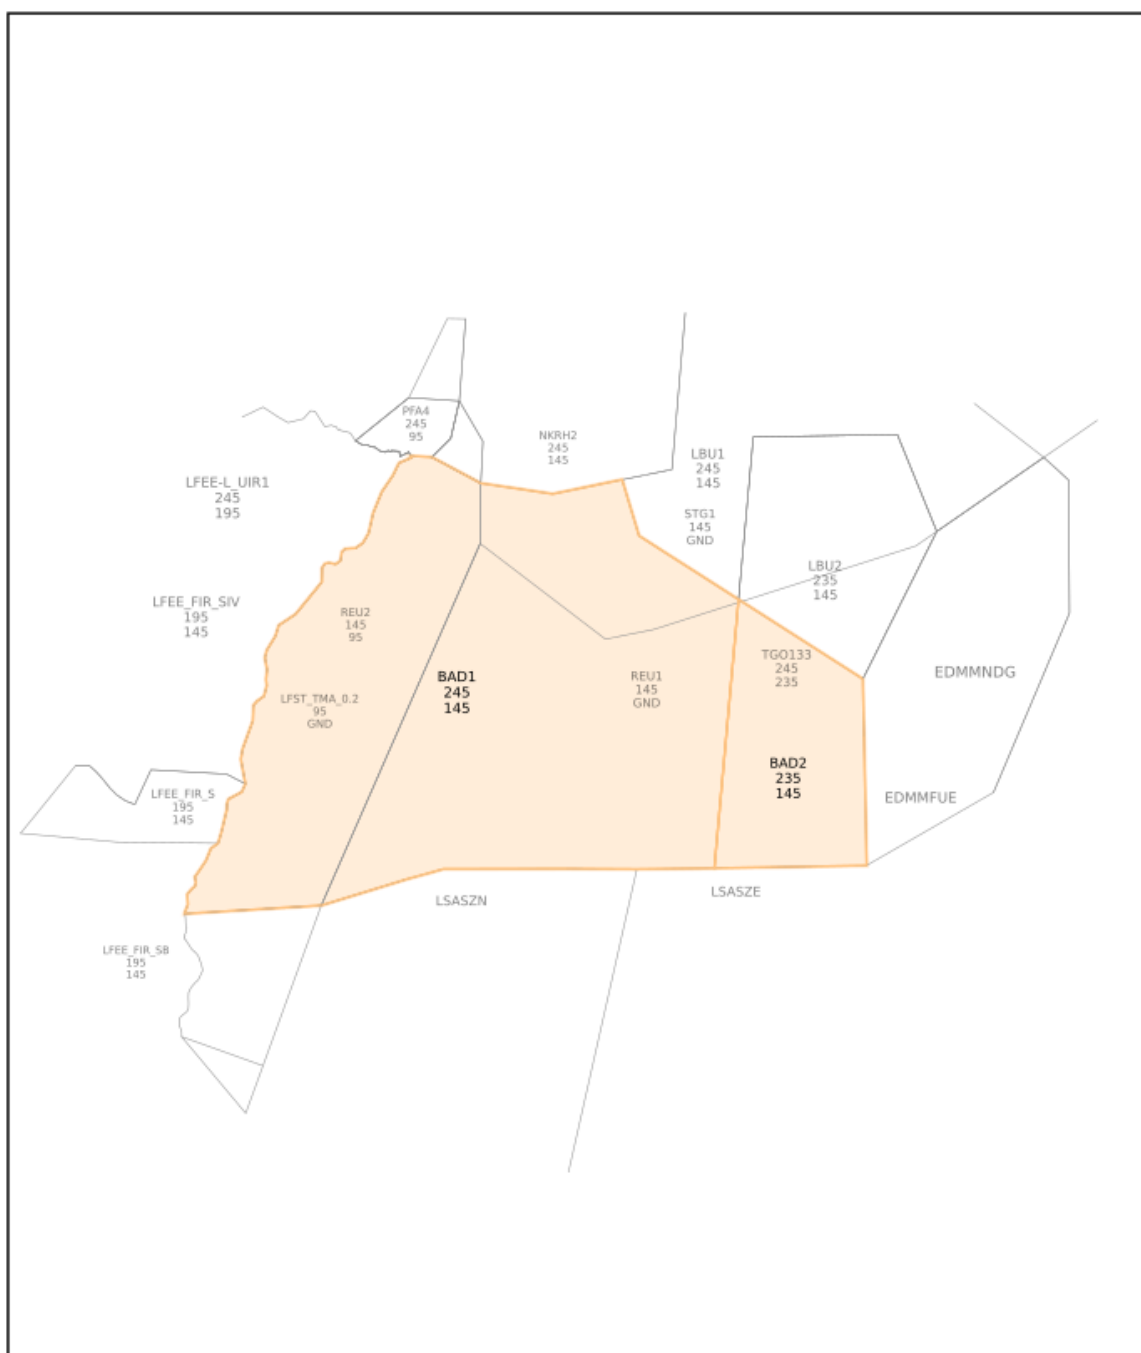 PFA4
245
95
NKRH2
245
145
LBU1
245
145
LFEE-L_UIR1
245
195
STG1
145
GND
LBU2
235
145
LFEE_FIR_SIV
195
145
REU2
145
95
TGO133
245
235
EDMMNDG
BAD1
245
145
REU1
145
GND
LFST_TMA_0.2
95
GND
BAD2
235
145
EDMMFUE
LFEE_FIR_S
195
145
LSASZN
LSASZE
LFEE_FIR_SB
195
145